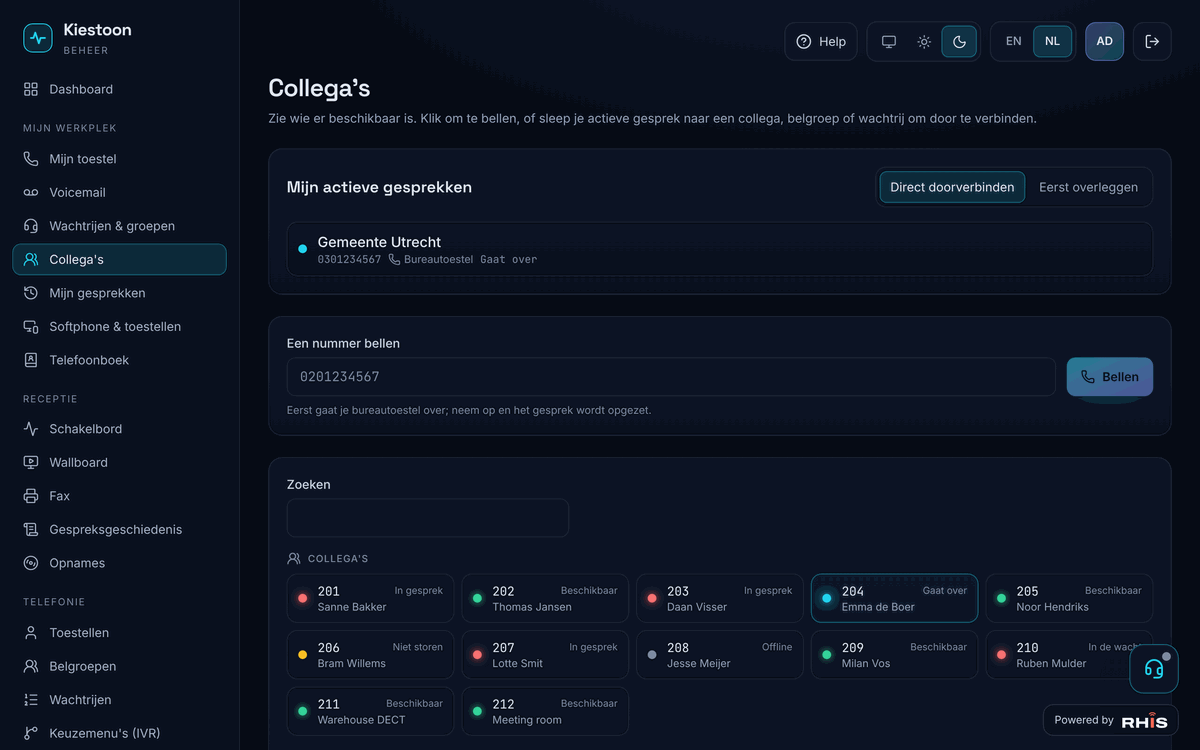 Kiestoon
BEHEER
Dashboard
MIJN WERKPLEK
Mijn toestel
Voicemail
Wachtrijen & groepen
Collega's
Mijn gesprekken
Softphone & toestellen
Telefoonboek
RECEPTIE
Schakelbord
Wallboard
Fax
Gespreksgeschiedenis
Opnames
TELEFONIE
Toestellen
Belgroepen
Wachtrijen
Keuzemenu's (IVR)
Help
EN
NL
AD
Collega's
Zie wie er beschikbaar is. Klik om te bellen, of sleep je actieve gesprek naar een collega, belgroep of wachtrij om door te verbinden.
Mijn actieve gesprekken
Direct doorverbinden
Eerst overleggen
Gemeente Utrecht
0301234567 Bureautoestel Gaat over
Een nummer bellen
0201234567
Bellen
Eerst gaat je bureautoestel over; neem op en het gesprek wordt opgezet.
Zoeken
COLLEGA'S
201 In gesprek
Sanne Bakker
202 Beschikbaar
Thomas Jansen
203 In gesprek
Daan Visser
204 Gaat over
Emma de Boer
205 Beschikbaar
Noor Hendriks
206 Niet storen
Bram Willems
207 In gesprek
Lotte Smit
208 Offline
Jesse Meijer
209 Beschikbaar
Milan Vos
210 In de wach
Ruben Mulder
211 Beschikbaar
Warehouse DECT
212 Beschikbaar
Meeting room
Powered by RHIS